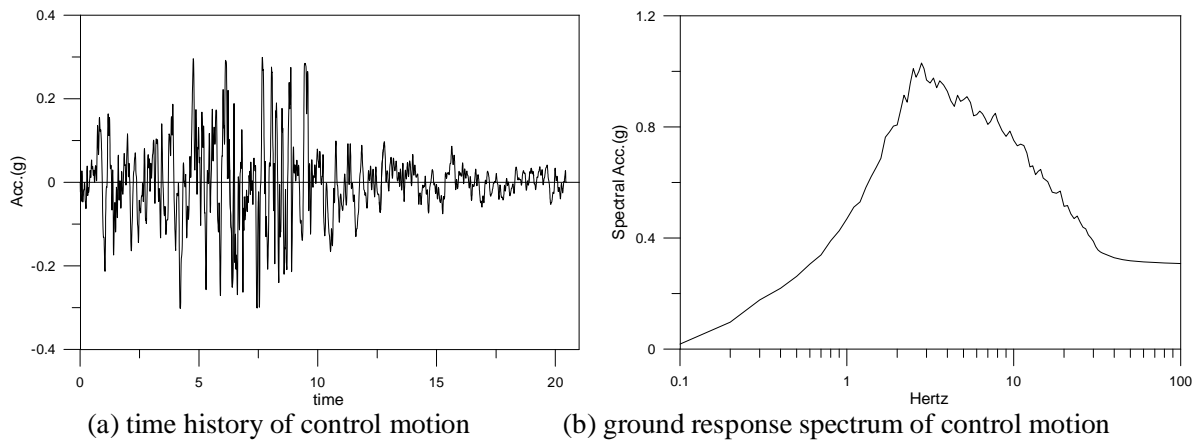 0.4
0.2
0
-0.2
-0.4
Acc.(g)
0 5 10 15 20
time
(a) time history of control motion
1.2
0.8
0.4
0
Spectral Acc.(g)
0.1 1 10 100
Hertz
(b) ground response spectrum of control motion